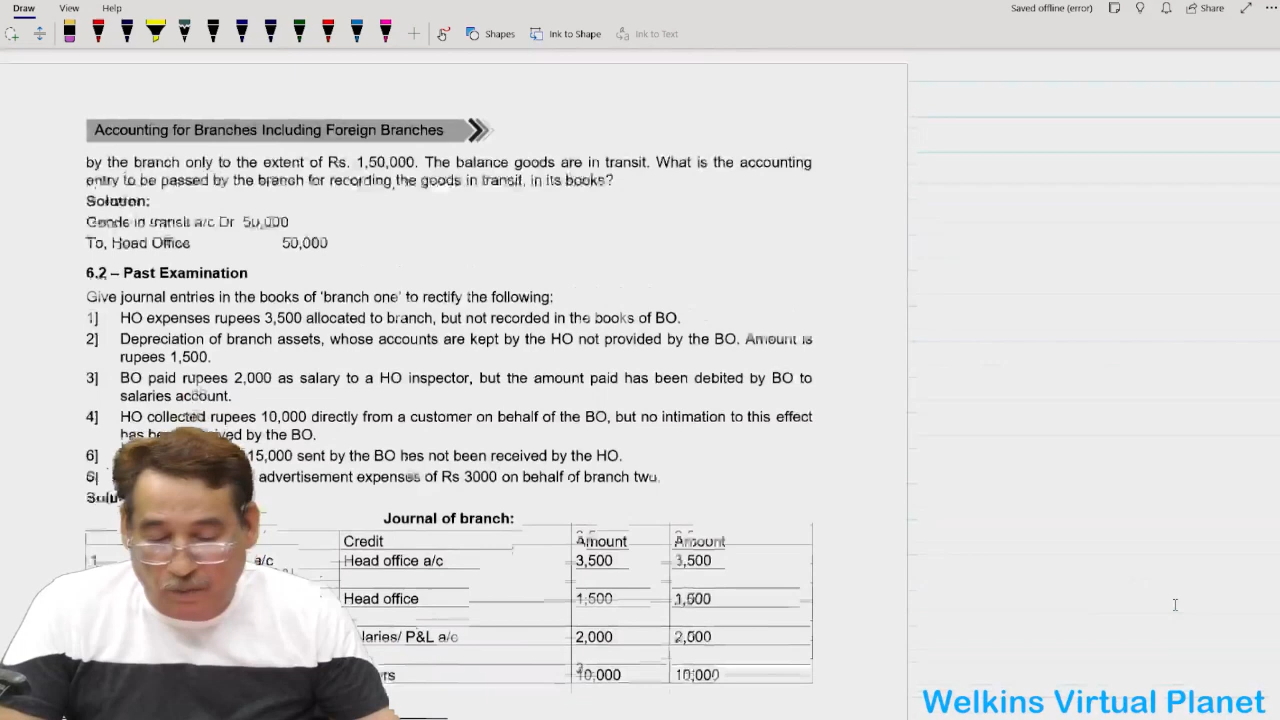 Draw View Help Saved offline (error) Share
Shapes Ink to Shape Ink to Text
Accounting for Branches Including Foreign Branches
by the branch only to the extent of Rs. 1,50,000. The balance goods are in transit. What is the accounting
entry to be passed by the branch for recording the goods in transit, in its books?
Solution:
Goods in transit a/c Dr 50,000
To, Head Office 50,000
6.2 – Past Examination
Give journal entries in the books of 'branch one' to rectify the following:
1] HO expenses rupees 3,500 allocated to branch, but not recorded in the books of BO.
2] Depreciation of branch assets, whose accounts are kept by the HO not provided by the BO. Amount is
rupees 1,500.
3] BO paid rupees 2,000 as salary to a HO inspector, but the amount paid has been debited by BO to
salaries account.
4] HO collected rupees 10,000 directly from a customer on behalf of the BO, but no intimation to this effect
has been received by the BO.
15,000 sent by the BO has not been received by the HO.
advertisement expenses of Rs 3000 on behalf of branch two.
Journal of branch:
Credit Amount Amount
1 a/c Head office a/c 3,500 3,500
Head office 1,500 1,500
laries/ P&L a/c 2,000 2,000
rs 10,000 10,000
Welkins Virtual Planet